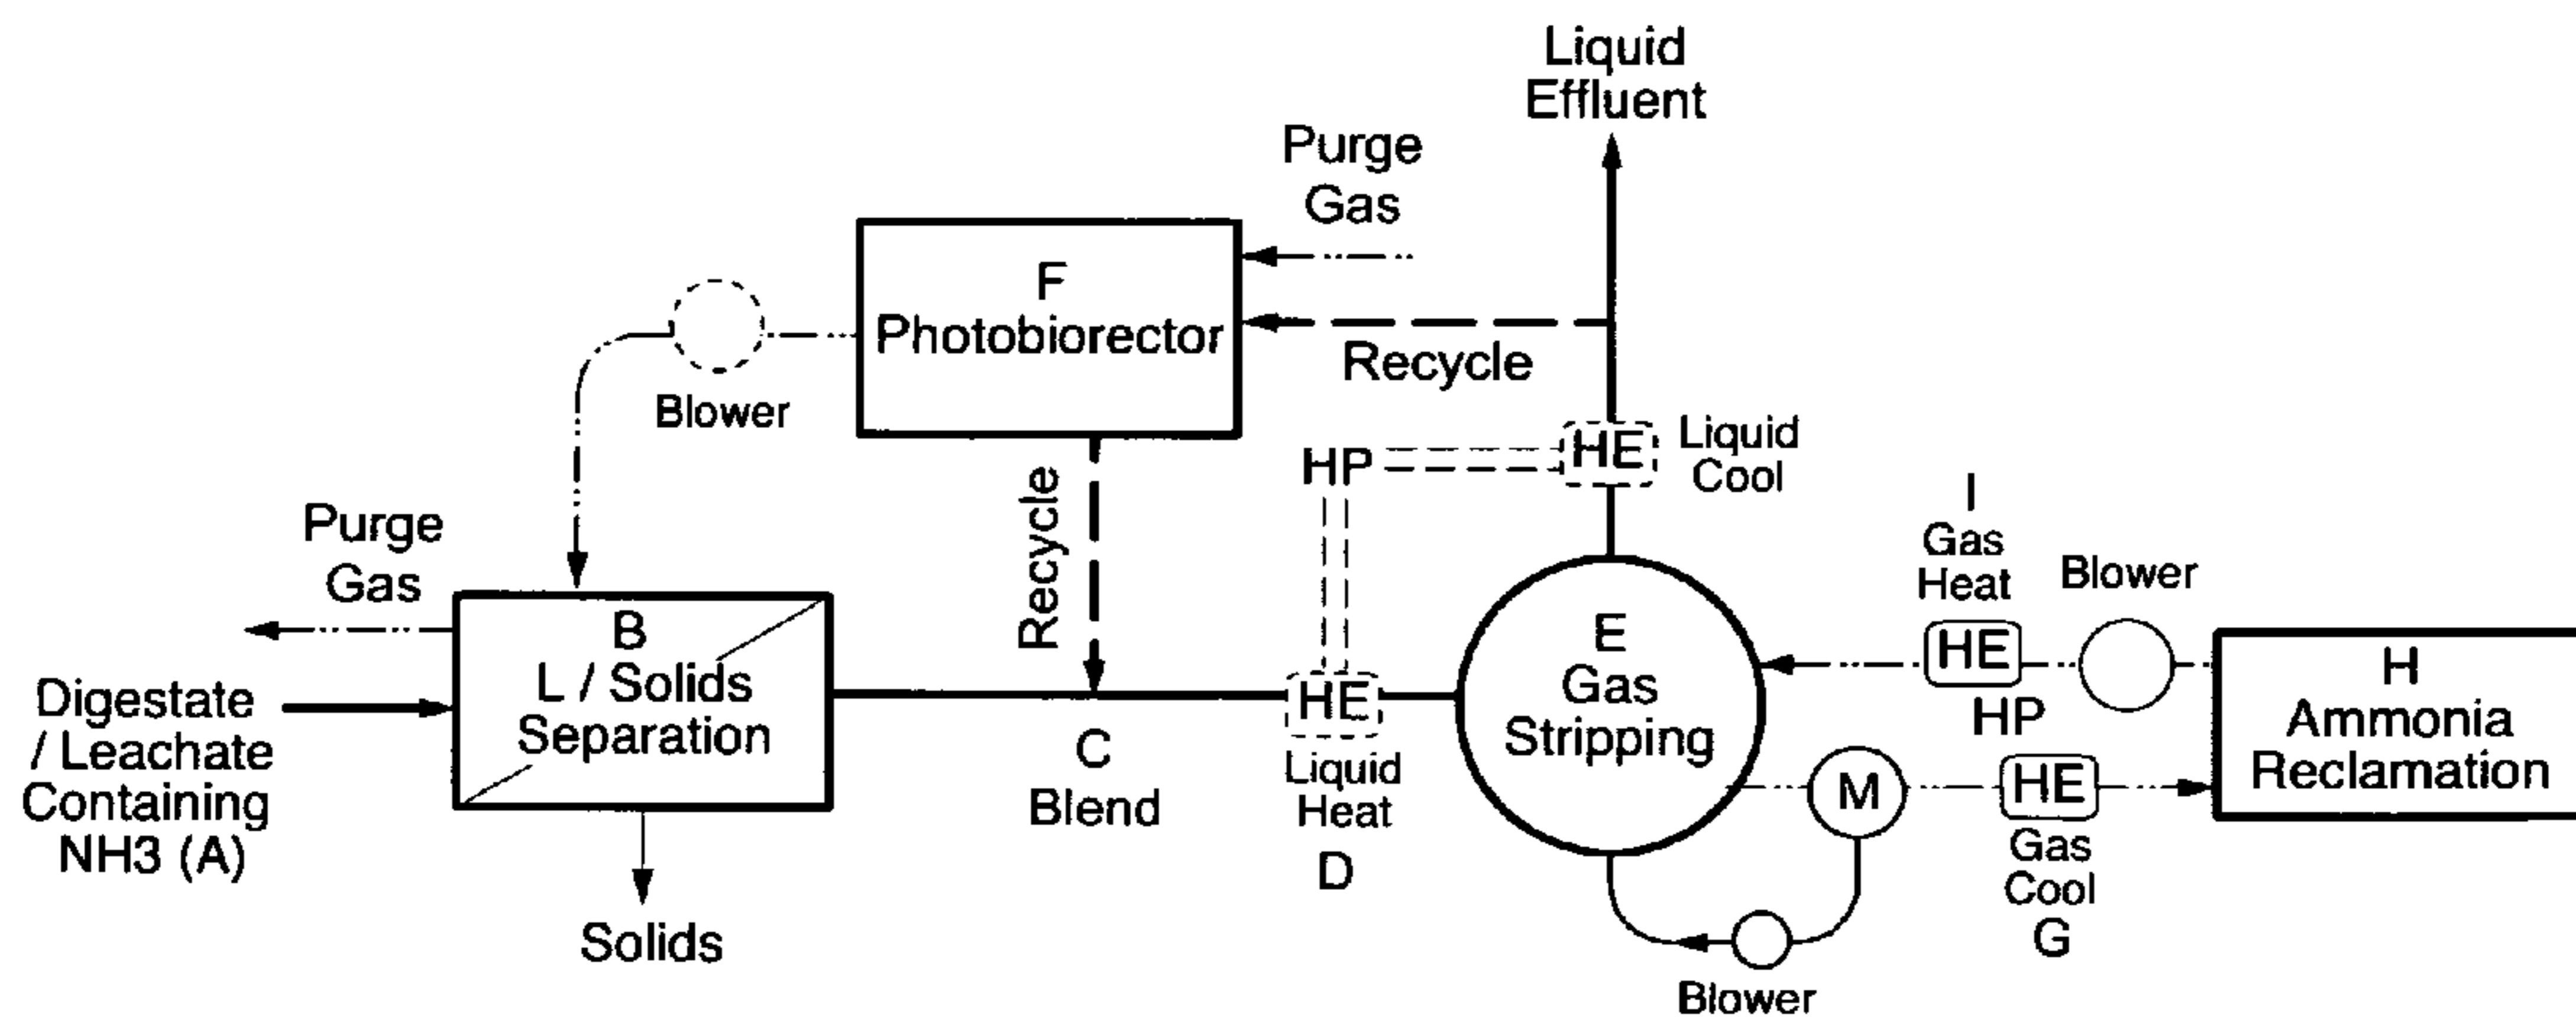 Liquid
Effluent
Purge
Gas
F
Photobiorector
Recycle
Blower
HP
HE
Liquid
Cool
Recycle
I
Gas
Heat
Blower
Purge
Gas
B
L / Solids
Separation
E
Gas
Stripping
HE
HP
H
Ammonia
Reclamation
Digestate
/ Leachate
Containing
NH3 (A)
C
Blend
HE
Liquid
Heat
D
M
HE
Gas
Cool
G
Solids
Blower